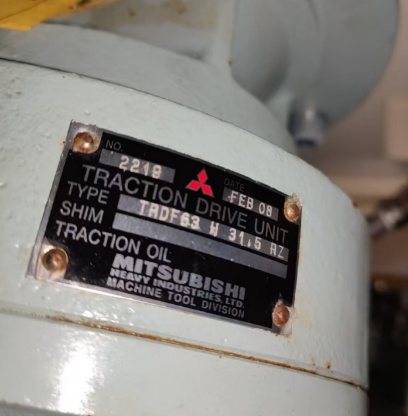 NO. 2219
DATE FEB 08
TRACTION DRIVE UNIT
TYPE TRDF63 W 31.5 RZ
SHIM
TRACTION OIL
MITSUBISHI
HEAVY INDUSTRIES, LTD.
MACHINE TOOL DIVISION